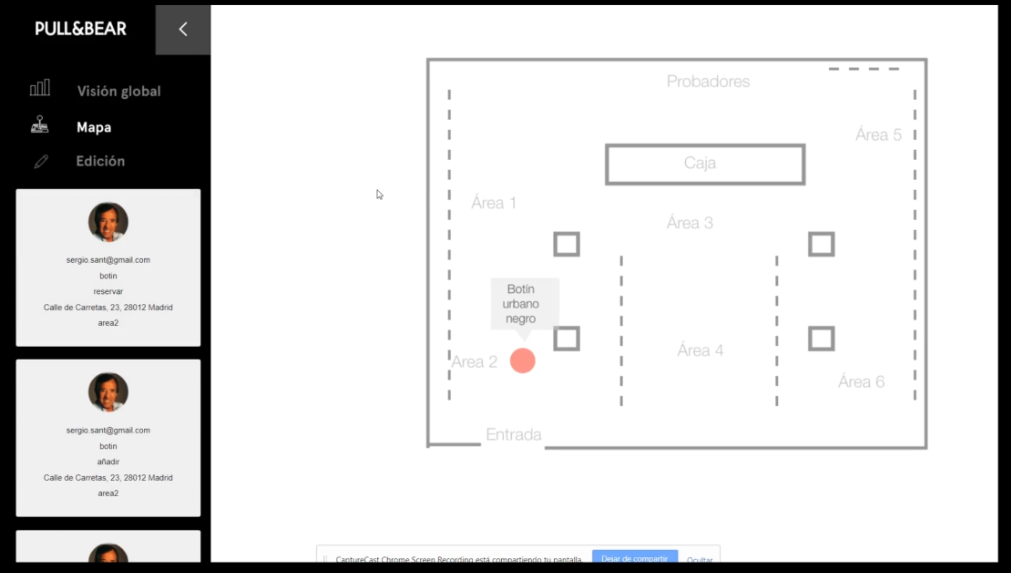 PULL&BEAR
Visión global
Mapa
Edición
sergio.sant@gmail.com
botin
reservar
Calle de Carretas, 23, 28012 Madrid
area2
sergio.sant@gmail.com
botin
añadir
Calle de Carretas, 23, 28012 Madrid
area2
Probadores
Área 5
Caja
Área 1
Área 3
Botín
urbano
negro
Área 2
Área 4
Área 6
Entrada
CaptureCast Chrome Screen Recording está compartiendo tu pantalla.
Dejar de compartir
Ocultar